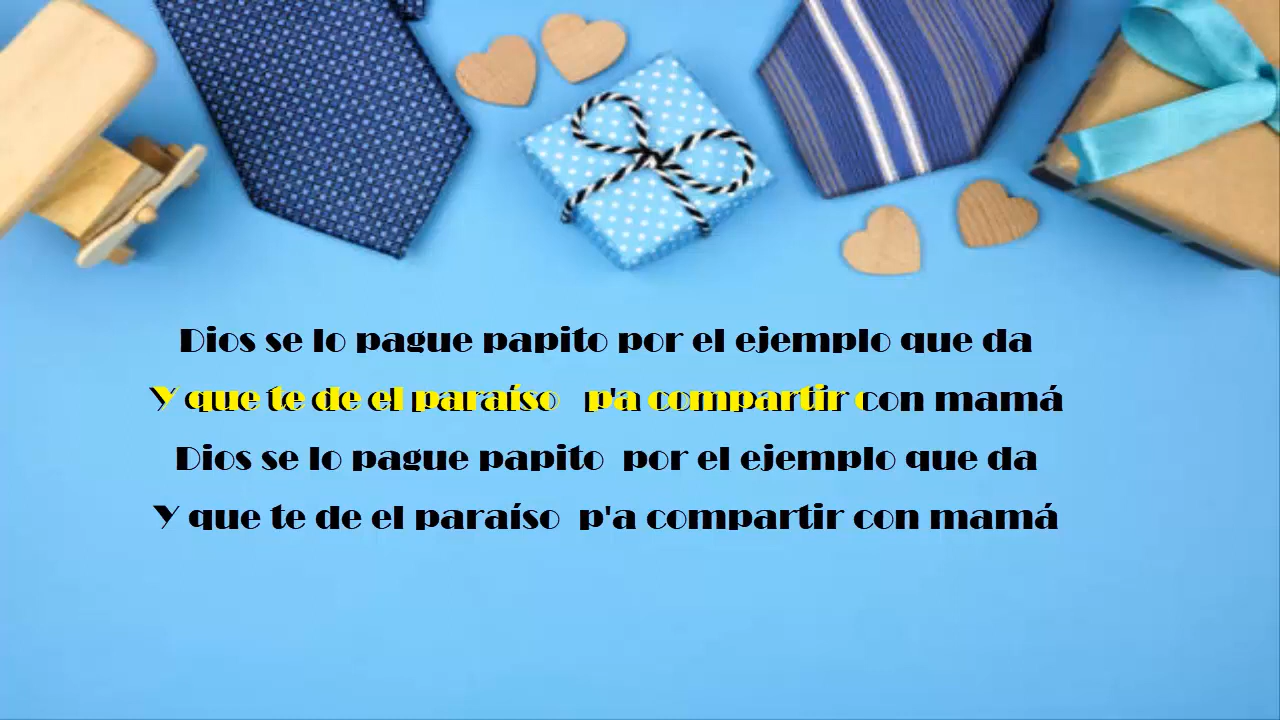 Dios se lo pague papito por el ejemplo que da
Y que te de el paraíso p'a compartir con mamá
Dios se lo pague papito por el ejemplo que da
Y que te de el paraíso p'a compartir con mamá